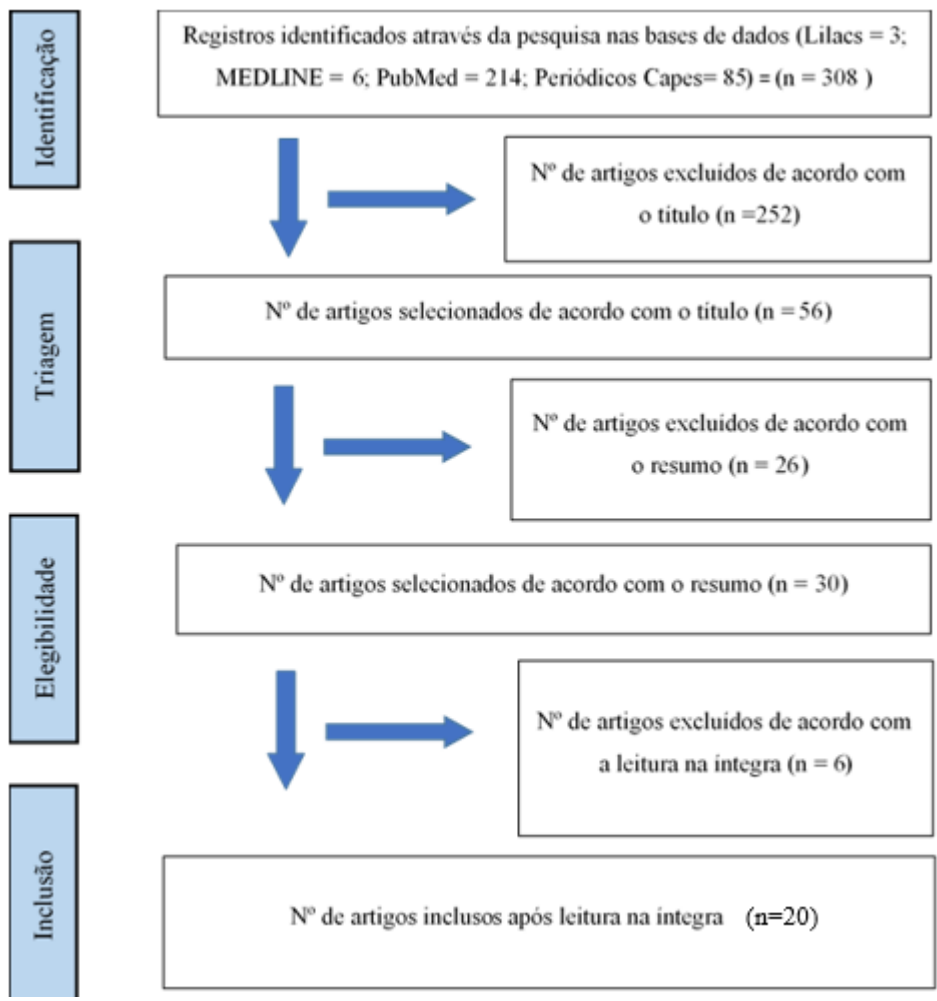 Identificação
Registros identificados através da pesquisa nas bases de dados (Lilacs = 3;
MEDLINE = 6; PubMed = 214; Periódicos Capes= 85) = (n = 308 )
Nº de artigos excluídos de acordo com
o título (n =252)
Triagem
Nº de artigos selecionados de acordo com o título (n = 56)
Nº de artigos excluídos de acordo com
o resumo (n = 26)
Elegibilidade
Nº de artigos selecionados de acordo com o resumo (n = 30)
Nº de artigos excluídos de acordo com
a leitura na íntegra (n = 6)
Inclusão
Nº de artigos inclusos após leitura na íntegra (n=20)